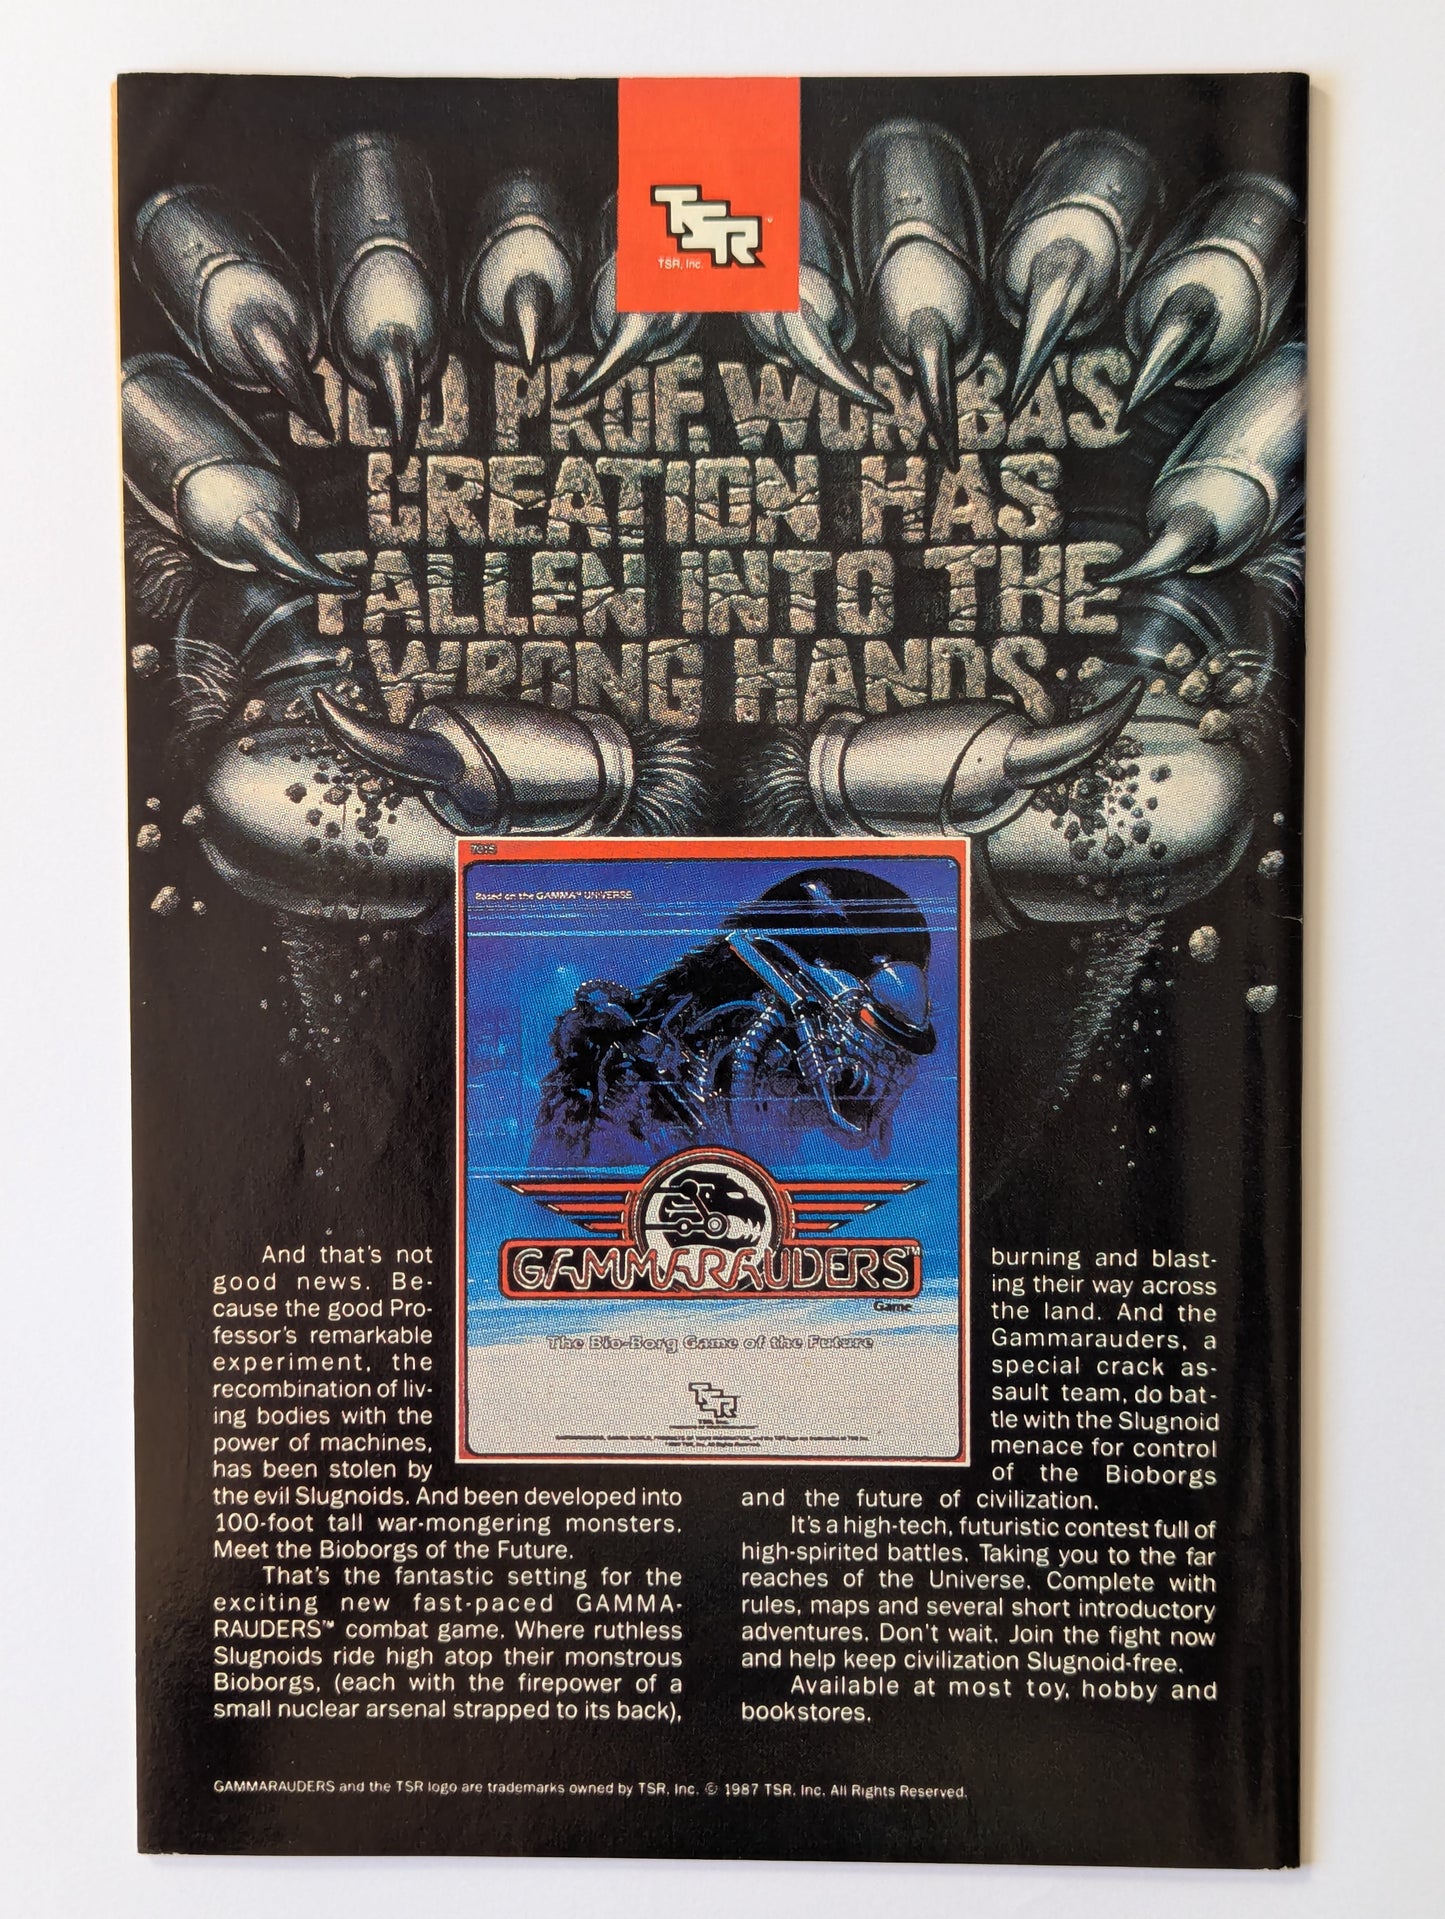 TSR
TSR, Inc.
OLD PROF. WOMBAS
CREATION HAS
FALLEN INTO THE
WRONG HANDS
7015
Based on the GAMMA™ UNIVERSE
GAMMARAUDERS™
Game
The Bio-Borg Game of the Future
TSR
TSR, Inc.
And that's not
good news. Be-
cause the good Pro-
fessor's remarkable
experiment, the
recombination of liv-
ing bodies with the
power of machines,
has been stolen by
the evil Slugnoids. And been developed into
100-foot tall war-mongering monsters.
Meet the Bioborgs of the Future.
That's the fantastic setting for the
exciting new fast-paced GAMMA-
RAUDERS™ combat game. Where ruthless
Slugnoids ride high atop their monstrous
Bioborgs, (each with the firepower of a
small nuclear arsenal strapped to its back),
burning and blast-
ing their way across
the land. And the
Gammarauders, a
special crack as-
sault team, do bat-
tle with the Slugnoid
menace for control
of the Bioborgs
and the future of civilization.
It's a high-tech, futuristic contest full of
high-spirited battles. Taking you to the far
reaches of the Universe. Complete with
rules, maps and several short introductory
adventures. Don't wait. Join the fight now
and help keep civilization Slugnoid-free.
Available at most toy, hobby and
bookstores.
GAMMARAUDERS and the TSR logo are trademarks owned by TSR, Inc. © 1987 TSR, Inc. All Rights Reserved.